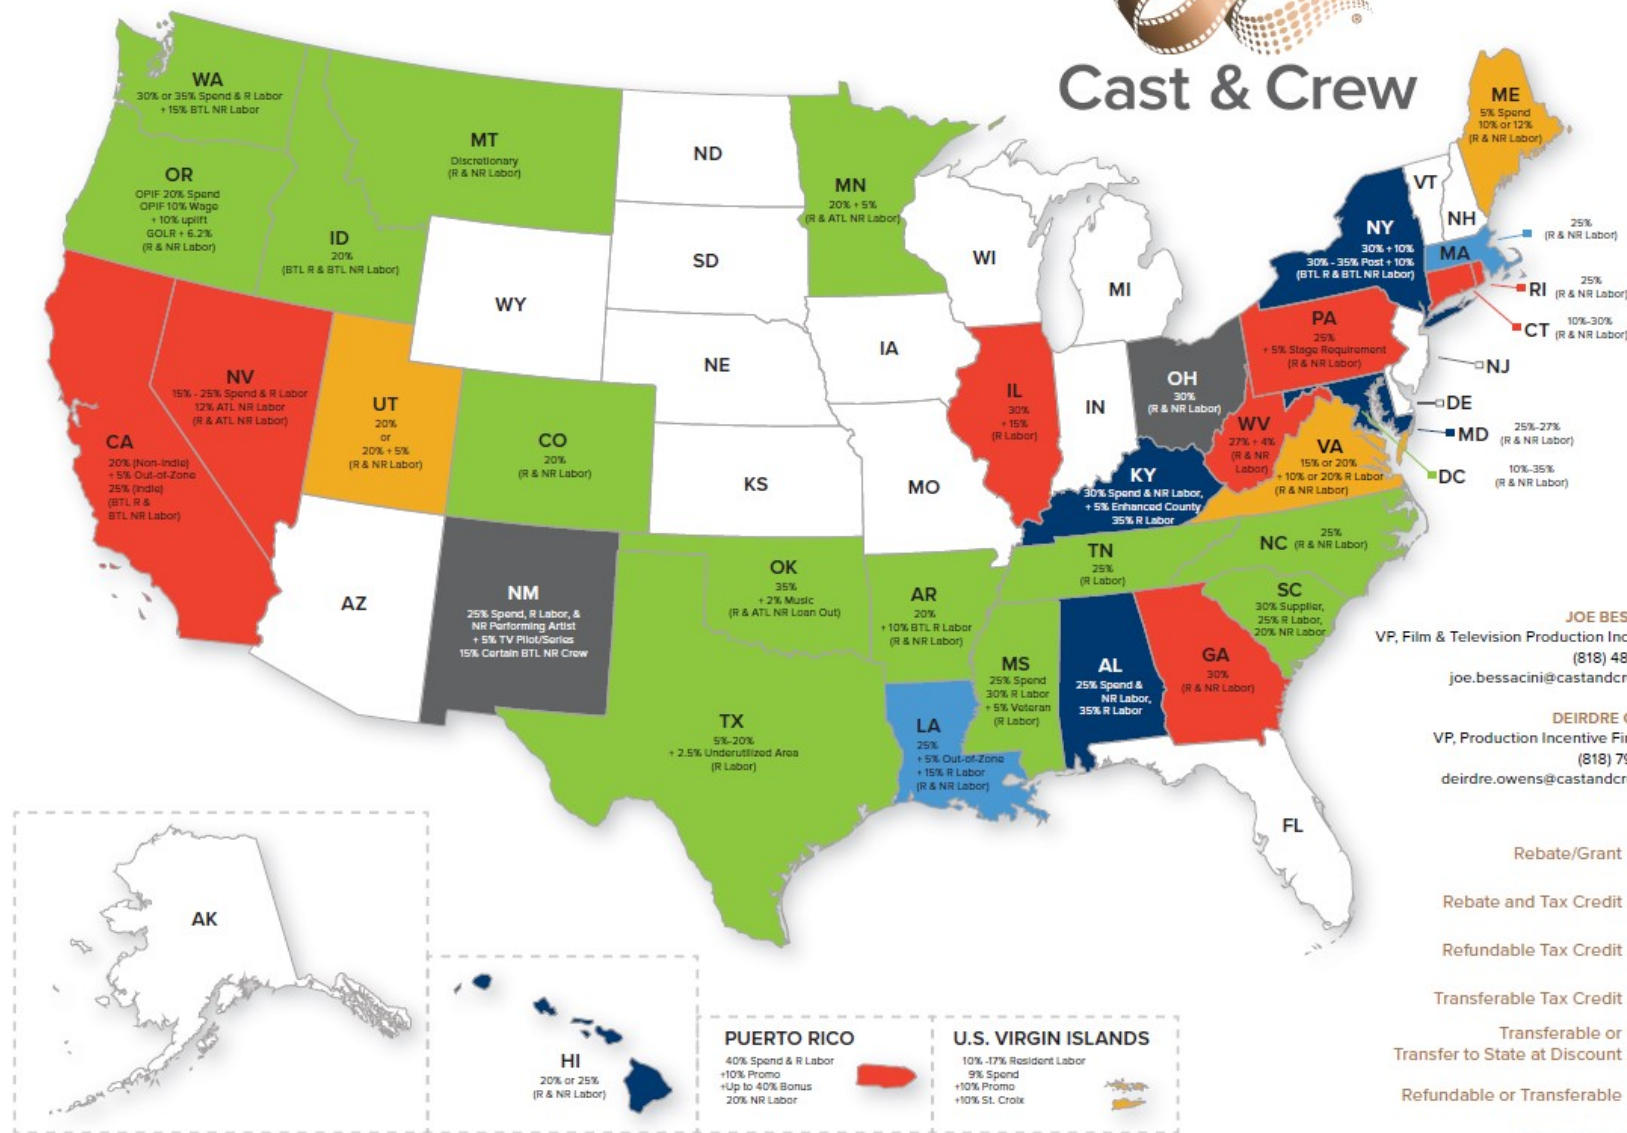 Cast & Crew
®
WA
30% or 35% Spend & R Labor
+ 15% BTL NR Labor
OR
OPIF 20% Spend
OPIF 10% Wage
+ 10% uplift
GOLR + 6.2%
(R & NR Labor)
ID
20%
(BTL R & BTL NR Labor)
MT
Discretionary
(R & NR Labor)
ND
SD
WY
NE
KS
MN
20% + 5%
(R & ATL NR Labor)
WI
IA
MI
MO
CA
20% (Non-Indie)
+ 5% Out-of-Zone
25% (Indie)
(BTL R &
BTL NR Labor)
NV
15% - 25% Spend & R Labor
12% ATL NR Labor
(R & ATL NR Labor)
UT
20%
or
20% + 5%
(R & NR Labor)
CO
20%
(R & NR Labor)
AZ
NM
25% Spend, R Labor, &
NR Performing Artist
+ 5% TV Pilot/Series
15% Certain BTL NR Crew
OK
35%
+ 2% Music
(R & ATL NR Loan Out)
TX
5%-20%
+ 2.5% Underutilized Area
(R Labor)
AR
20%
+ 10% BTL R Labor
(R & NR Labor)
LA
25%
+ 5% Out-of-Zone
+ 15% R Labor
(R & NR Labor)
MS
25% Spend
30% R Labor
+ 5% Veteran
(R Labor)
AL
25% Spend &
NR Labor,
35% R Labor
GA
30%
(R & NR Labor)
FL
TN
25%
(R Labor)
NC
25%
(R & NR Labor)
SC
30% Supplier,
25% R Labor,
20% NR Labor
KY
30% Spend & NR Labor,
+ 5% Enhanced County
35% R Labor
IL
30%
+ 15%
(R Labor)
IN
OH
30%
(R & NR Labor)
WV
27% + 4%
(R & NR
Labor)
VA
15% or 20%
+ 10% or 20% R Labor
(R & NR Labor)
PA
25%
+ 5% Stage Requirement
(R & NR Labor)
NY
30% + 10%
30% - 35% Post + 10%
(BTL R & BTL NR Labor)
VT
NH
ME
5% Spend
10% or 12%
(R & NR Labor)
MA
25%
(R & NR Labor)
RI
25%
(R & NR Labor)
CT
10%-30%
(R & NR Labor)
NJ
DE
MD
25%-27%
(R & NR Labor)
DC
10%-35%
(R & NR Labor)
JOE BES
VP, Film & Television Production Inc
(818) 48
joe.bessacini@castandcr
DEIRDRE
VP, Production Incentive Fi
(818) 79
deirdre.owens@castandcr
Rebate/Grant
Rebate and Tax Credit
Refundable Tax Credit
Transferable Tax Credit
Transferable or
Transfer to State at Discount
Refundable or Transferable
AK
HI
20% or 25%
(R & NR Labor)
PUERTO RICO
40% Spend & R Labor
+10% Promo
+Up to 40% Bonus
20% NR Labor
U.S. VIRGIN ISLANDS
10% -17% Resident Labor
9% Spend
+10% Promo
+10% St. Croix